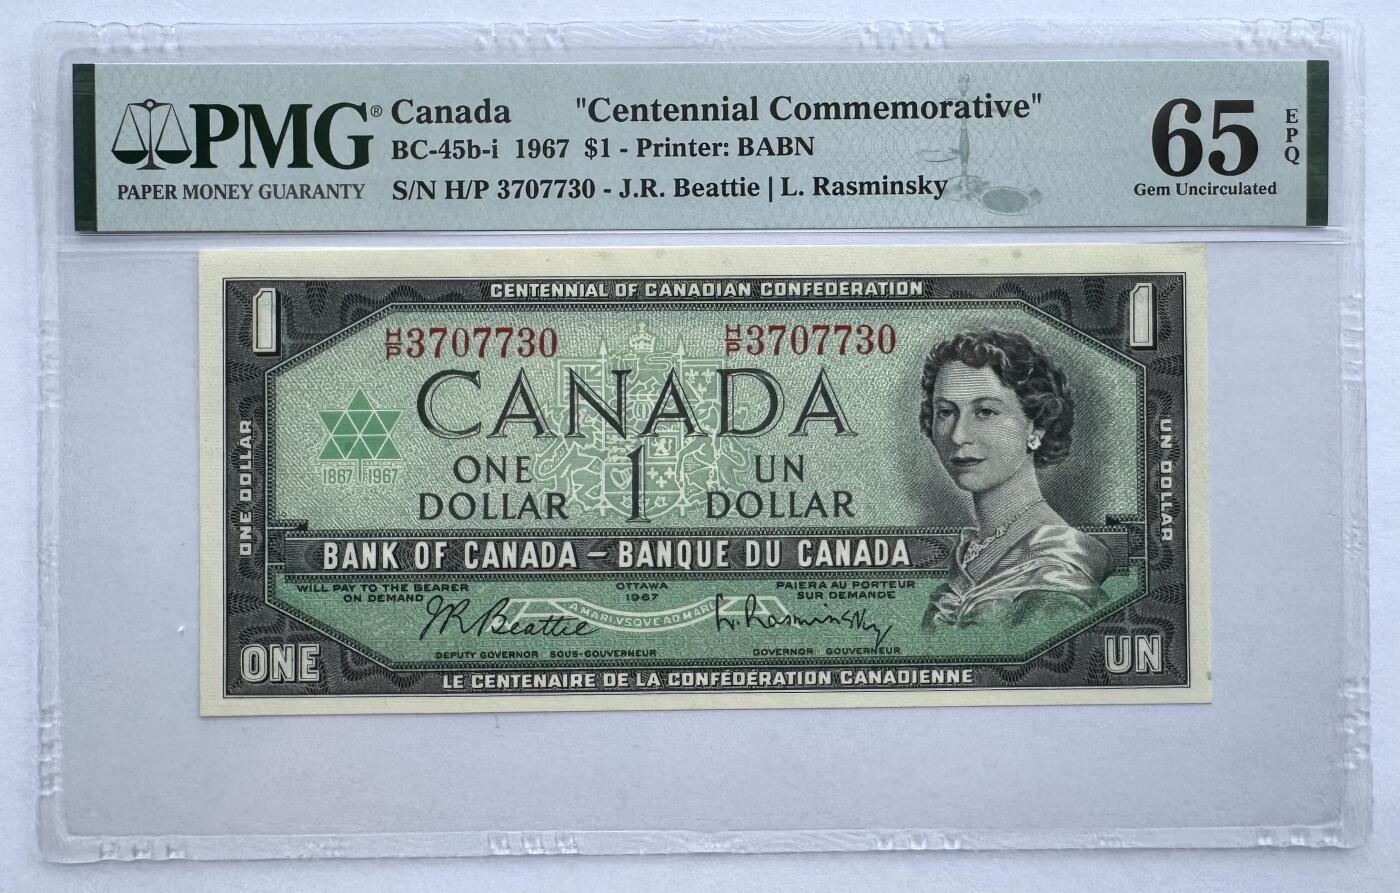 PMG®
PAPER MONEY GUARANTY
Canada "Centennial Commemorative"
BC-45b-i 1967 $1 - Printer: BABN
S/N H/P 3707730 - J.R. Beattie | L. Rasminsky
65 EPQ
Gem Uncirculated
CENTENNIAL OF CANADIAN CONFEDERATION
1 1
H/P 3707730 H/P 3707730
CANADA
1867 1967
ONE DOLLAR
1
UN DOLLAR
ONE DOLLAR
UN DOLLAR
BANK OF CANADA – BANQUE DU CANADA
WILL PAY TO THE BEARER
ON DEMAND
OTTAWA
1967
PAIERA AU PORTEUR
SUR DEMANDE
A MARI VSQVE AD MARE
JR Beattie
L. Rasminsky
DEPUTY GOVERNOR SOUS-GOUVERNEUR
GOVERNOR GOUVERNEUR
ONE UN
LE CENTENAIRE DE LA CONFÉDÉRATION CANADIENNE